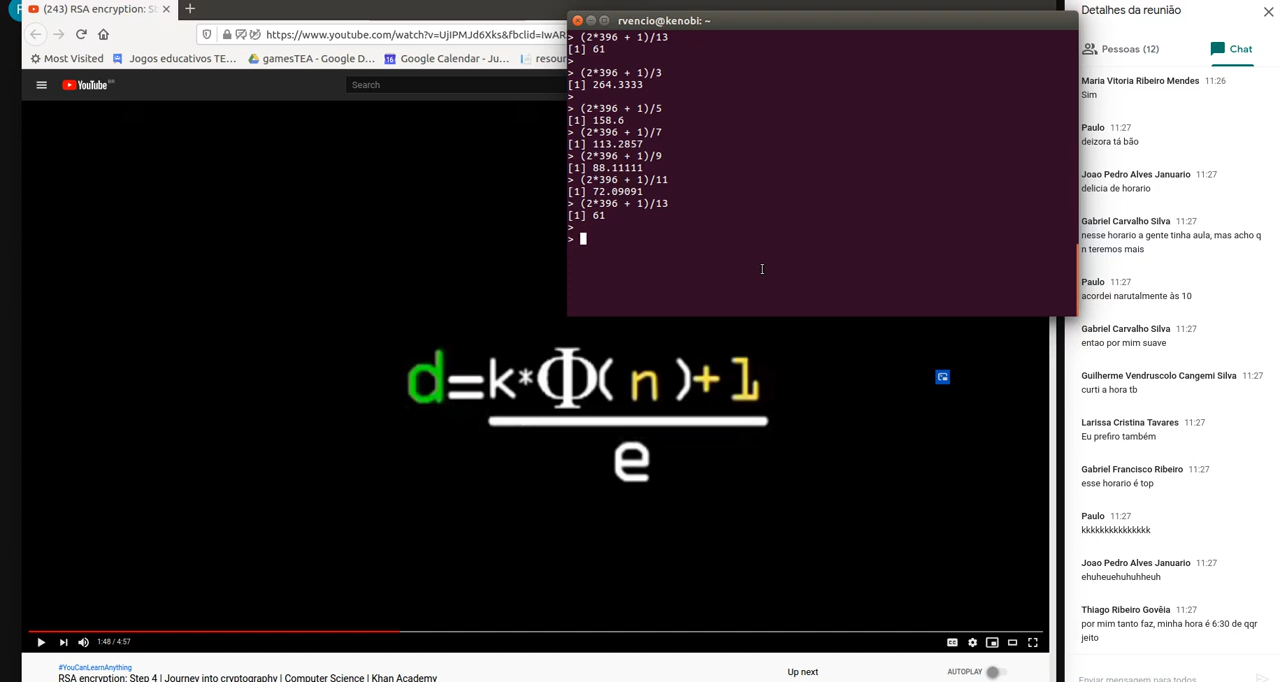 (243) RSA encryption: St
https://www.youtube.com/watch?v=UjIPMJd6Xks&fbclid=IwAR
Most Visited
Jogos educativos TE…
gamesTEA - Google D…
Google Calendar - Ju…
resour
YouTube BR
Search
rvencio@kenobi: ~
> (2*396 + 1)/13
[1] 61
>
> (2*396 + 1)/3
[1] 264.3333
>
> (2*396 + 1)/5
[1] 158.6
> (2*396 + 1)/7
[1] 113.2857
> (2*396 + 1)/9
[1] 88.11111
> (2*396 + 1)/11
[1] 72.09091
> (2*396 + 1)/13
[1] 61
>
>
d=k*Φ(n)+1
e
1:48 / 4:57
#YouCanLearnAnything
RSA encryption: Step 4 | Journey into cryptography | Computer Science | Khan Academy
Up next
AUTOPLAY
Detalhes da reunião
Pessoas (12)
Chat
Maria Vitoria Ribeiro Mendes 11:26
Sim
Paulo 11:27
deizora tá bão
Joao Pedro Alves Januario 11:27
delicia de horario
Gabriel Carvalho Silva 11:27
nesse horario a gente tinha aula, mas acho q
n teremos mais
Paulo 11:27
acordei narutalmente às 10
Gabriel Carvalho Silva 11:27
entao por mim suave
Guilherme Vendruscolo Cangemi Silva 11:27
curti a hora tb
Larissa Cristina Tavares 11:27
Eu prefiro também
Gabriel Francisco Ribeiro 11:27
esse horario é top
Paulo 11:27
kkkkkkkkkkkkkkk
Joao Pedro Alves Januario 11:27
ehuheuehuhuhheuh
Thiago Ribeiro Govêia 11:27
por mim tanto faz, minha hora é 6:30 de qqr
jeito
Enviar mensagem para todos